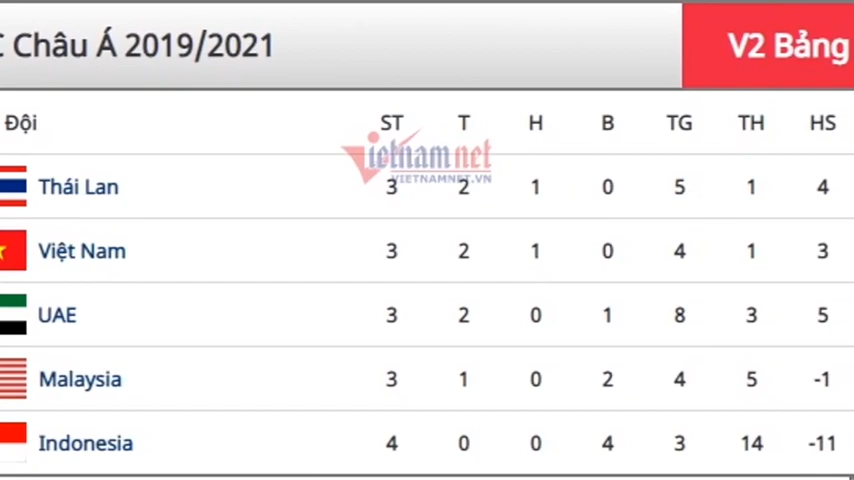 C Châu Á 2019/2021
V2 Bảng
Đội ST T H B TG TH HS
Vietnamnet
VIETNAMNET.VN
Thái Lan 3 2 1 0 5 1 4
Việt Nam 3 2 1 0 4 1 3
UAE 3 2 0 1 8 3 5
Malaysia 3 1 0 2 4 5 -1
Indonesia 4 0 0 4 3 14 -11